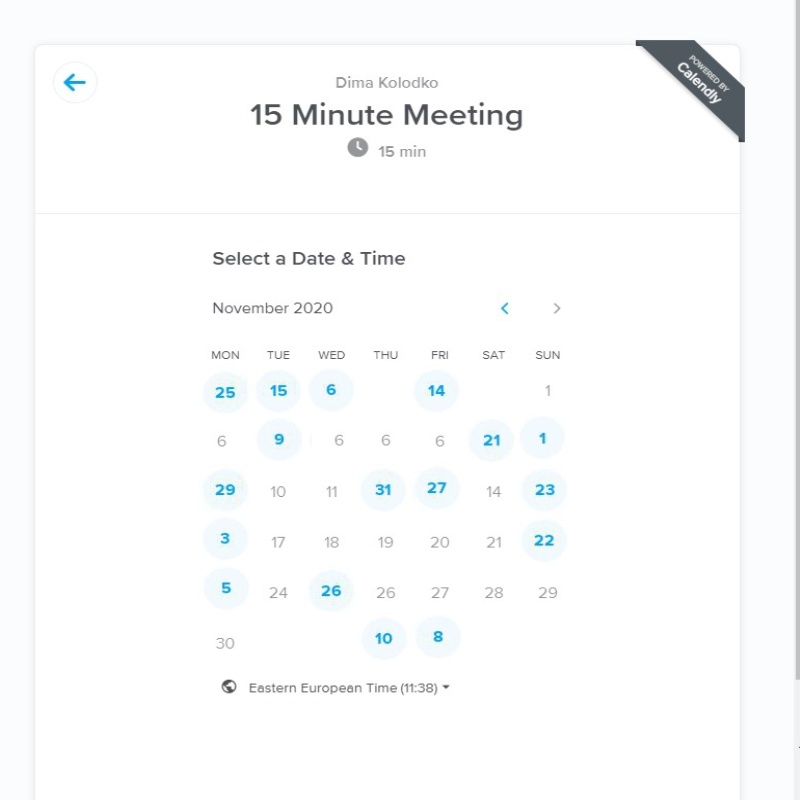 POWERED BY
Calendly
Dima Kolodko
15 Minute Meeting
15 min
Select a Date & Time
November 2020
MON TUE WED THU FRI SAT SUN
25 15 6 14 1
6 9 6 6 6 21 1
29 10 11 31 27 14 23
3 17 18 19 20 21 22
5 24 26 26 27 28 29
30 10 8
Eastern European Time (11:38)